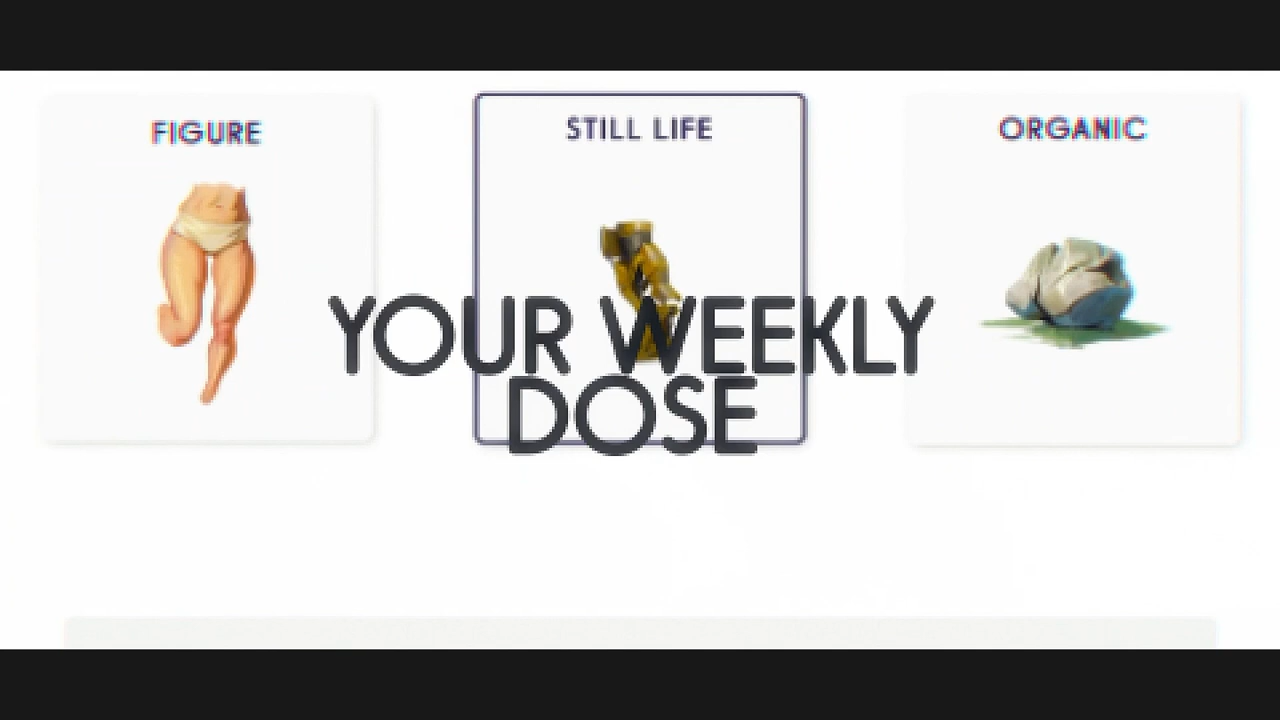 FIGURE
STILL LIFE
ORGANIC
YOUR WEEKLY
DOSE